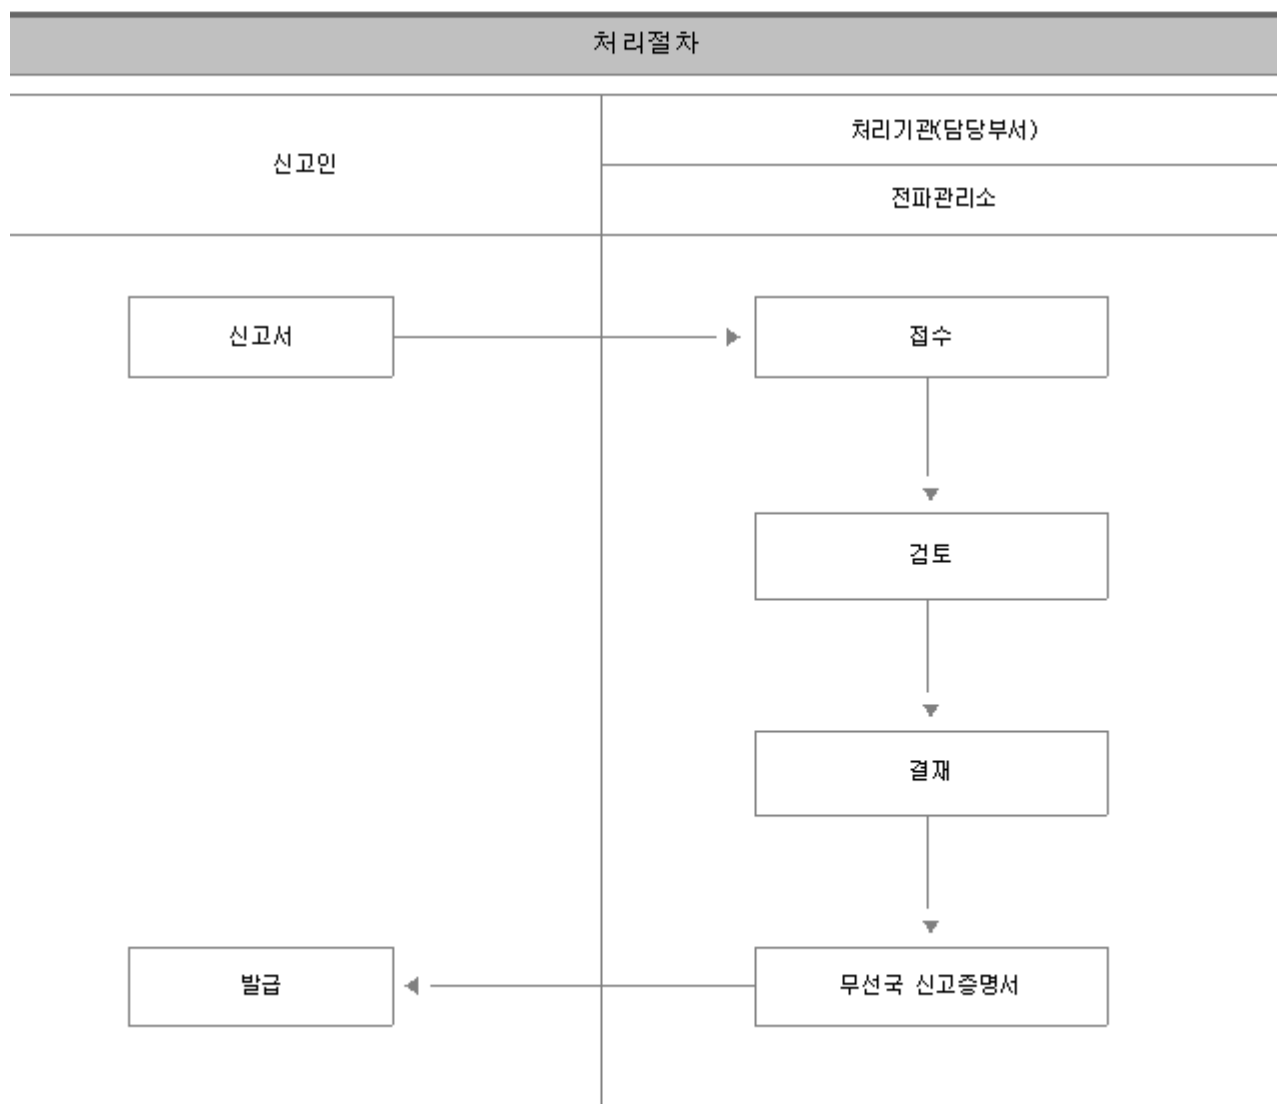 처리절차
신고인
처리기관(담당부서)
전파관리소
신고서
접수
검토
결재
발급
무선국 신고증명서